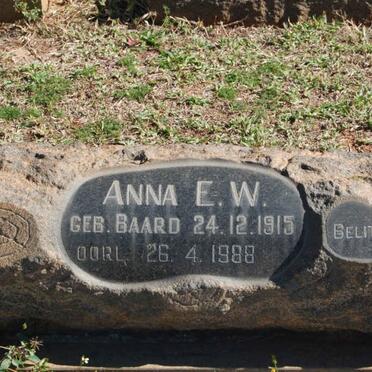 ANNA E.W.
GEB. BAARD 24.12.1915
OORL. 26.4.1988